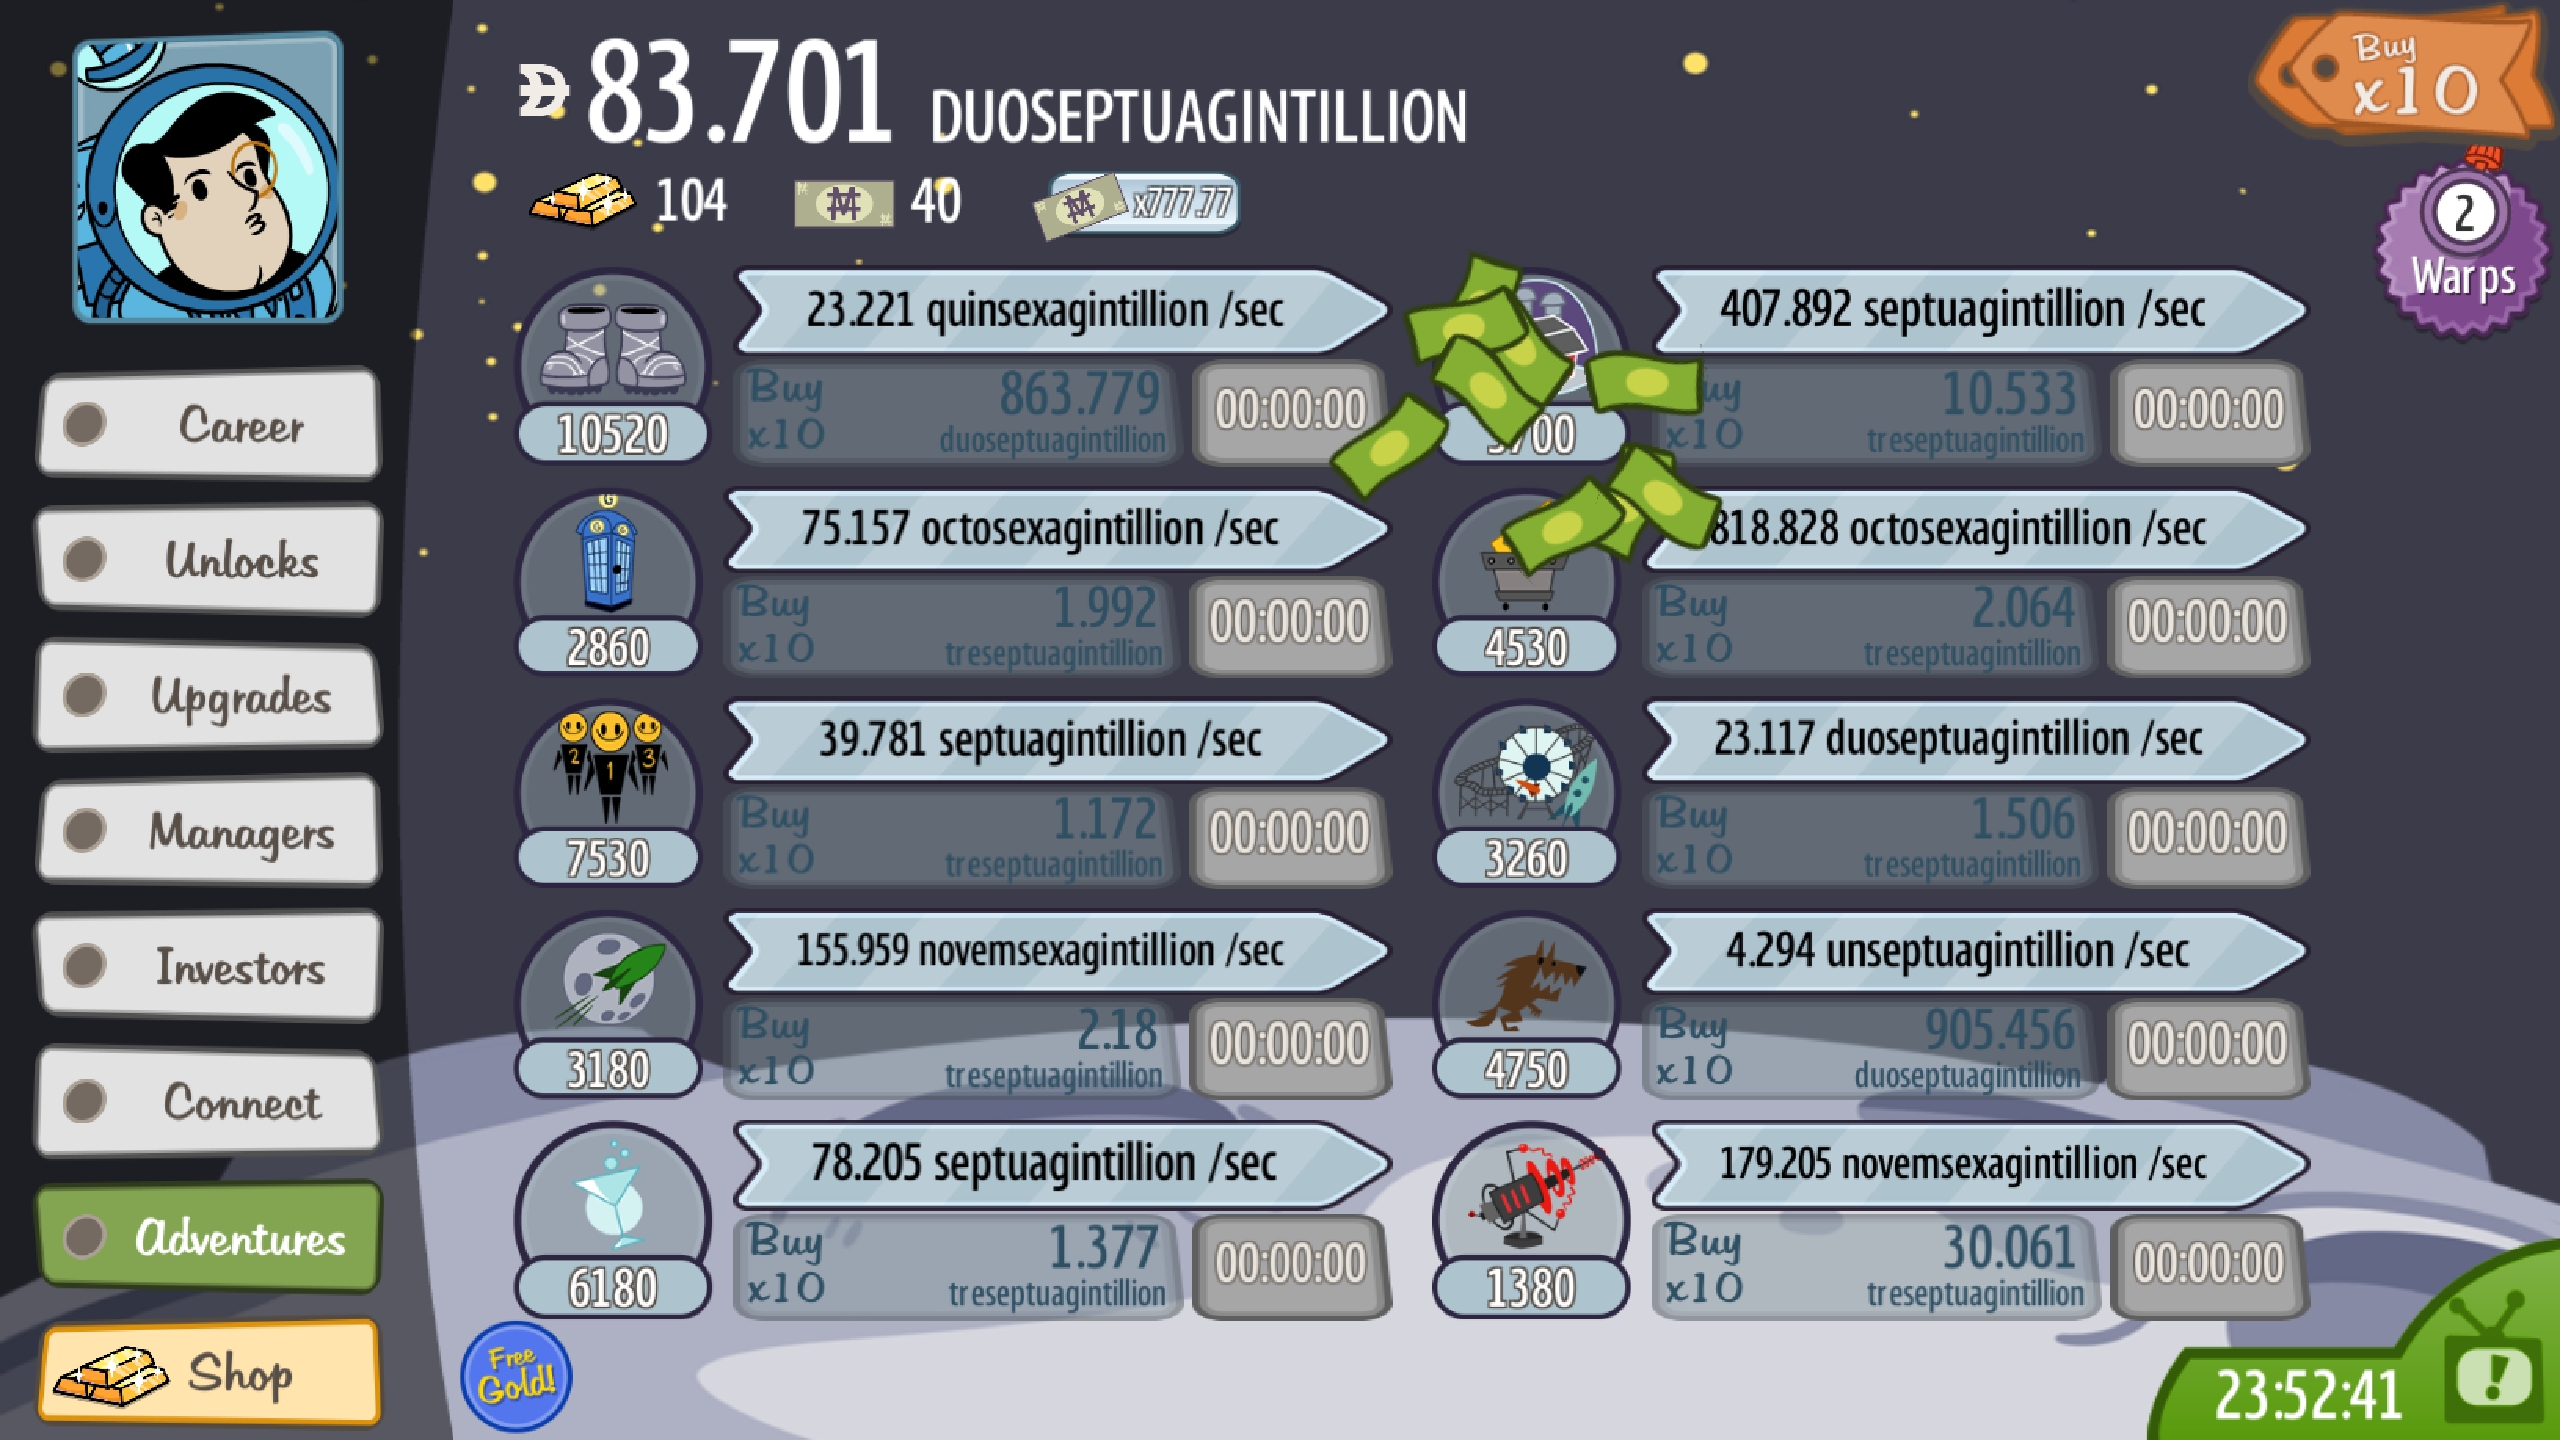 83.701 DUOSEPTUAGINTILLION
Buy
x10
104
40
x777.77
2
Warps
Career
Unlocks
Upgrades
Managers
Investors
Connect
Adventures
Shop
23.221 quinsexagintillion /sec
Buy
x10
863.779
duoseptuagintillion
00:00:00
10520
407.892 septuagintillion /sec
x10
10.533
treseptuagintillion
00:00:00
75.157 octosexagintillion /sec
Buy
x10
1.992
treseptuagintillion
00:00:00
2860
818.828 octosexagintillion /sec
Buy
x10
2.064
treseptuagintillion
00:00:00
4530
2 1 3
39.781 septuagintillion /sec
Buy
x10
1.172
treseptuagintillion
00:00:00
7530
23.117 duoseptuagintillion /sec
Buy
x10
1.506
treseptuagintillion
00:00:00
3260
155.959 novemsexagintillion /sec
Buy
x10
2.18
treseptuagintillion
00:00:00
3180
4.294 unseptuagintillion /sec
Buy
x10
905.456
duoseptuagintillion
00:00:00
4750
78.205 septuagintillion /sec
Buy
x10
1.377
treseptuagintillion
00:00:00
6180
179.205 novemsexagintillion /sec
Buy
x10
30.061
treseptuagintillion
00:00:00
1380
Free
Gold!
23:52:41